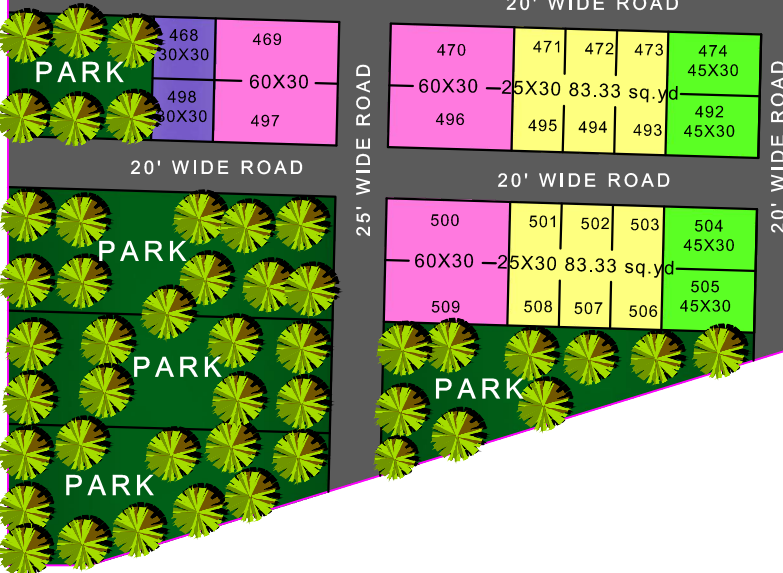 20' WIDE ROAD
468
30X30
469
PARK
60X30
498
30X30
497
25' WIDE ROAD
470
471
472
473
474
45X30
60X30
25X30 83.33 sq.yd
496
495
494
493
492
45X30
20' WIDE ROAD
20' WIDE ROAD
20' WIDE ROAD
PARK
500
501
502
503
504
45X30
60X30
25X30 83.33 sq.yd
509
508
507
506
505
45X30
PARK
PARK
PARK